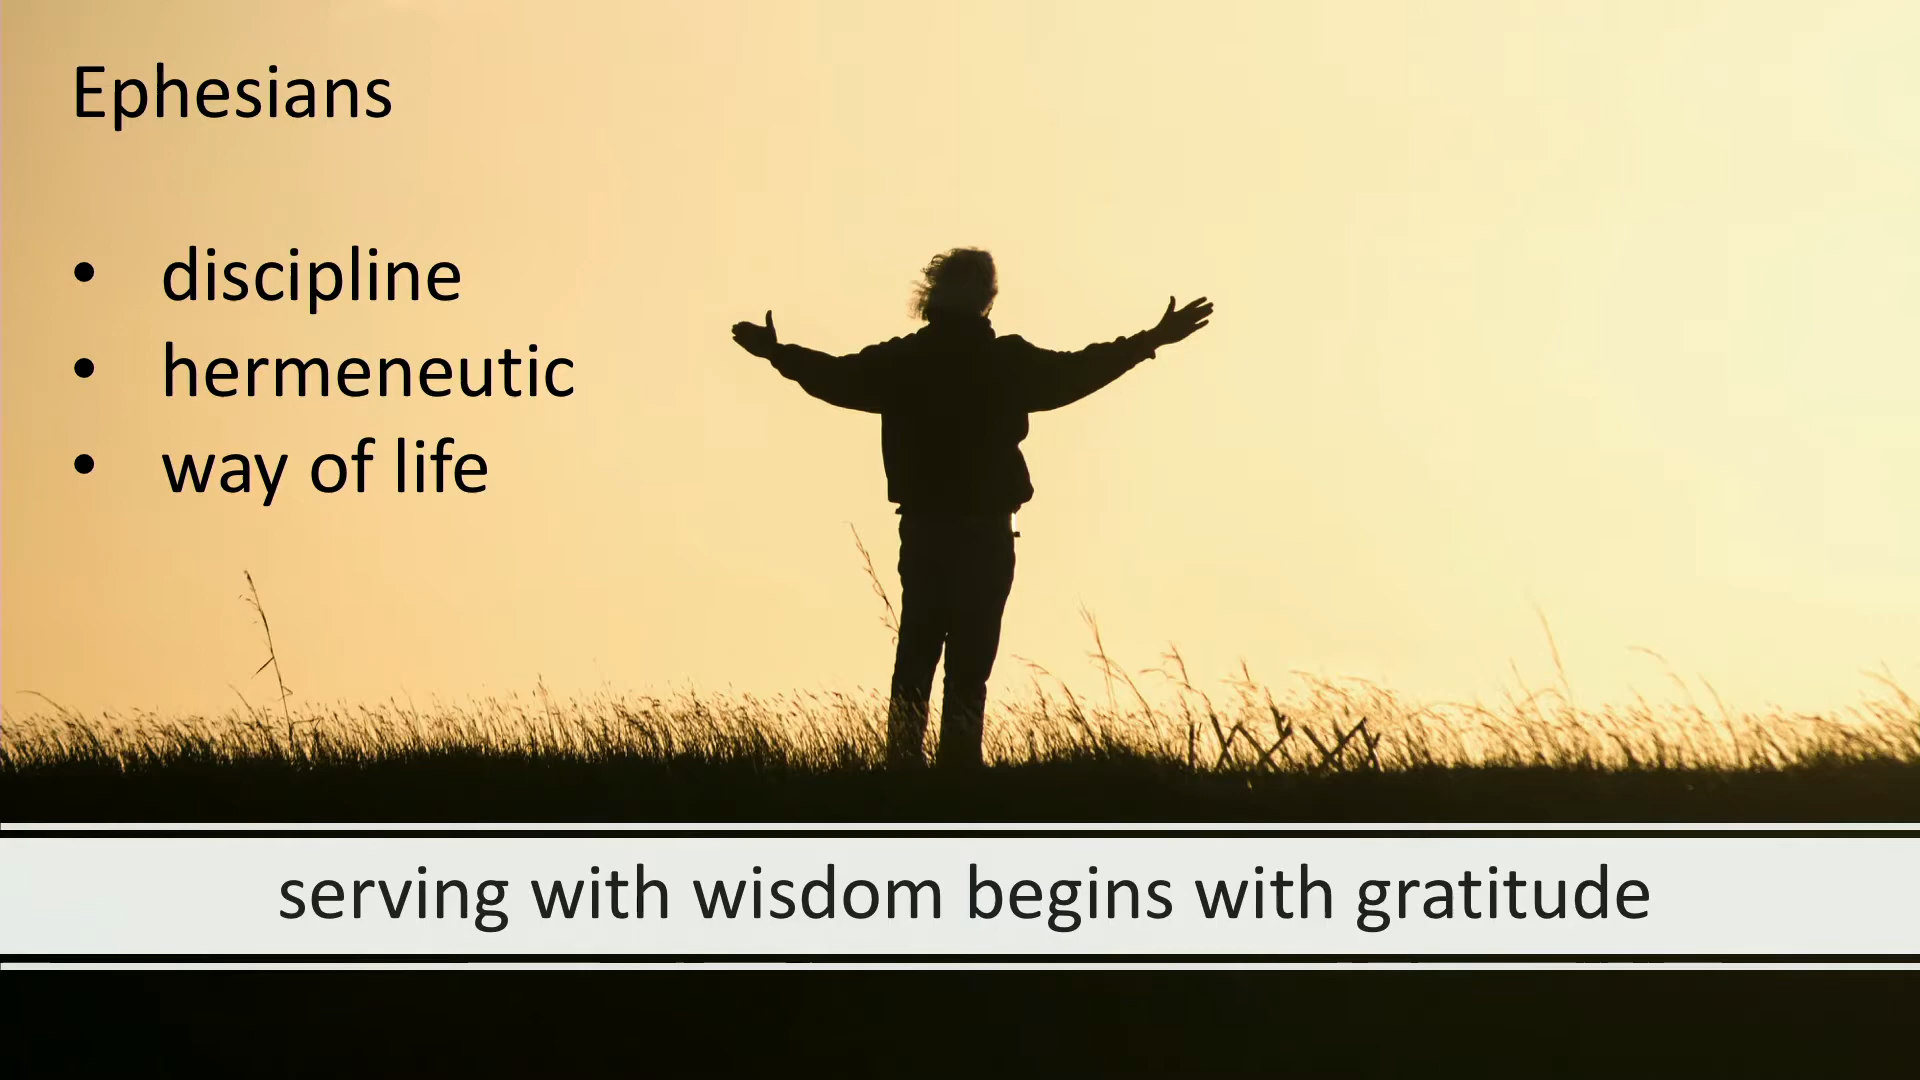 Ephesians
• discipline
• hermeneutic
• way of life
serving with wisdom begins with gratitude